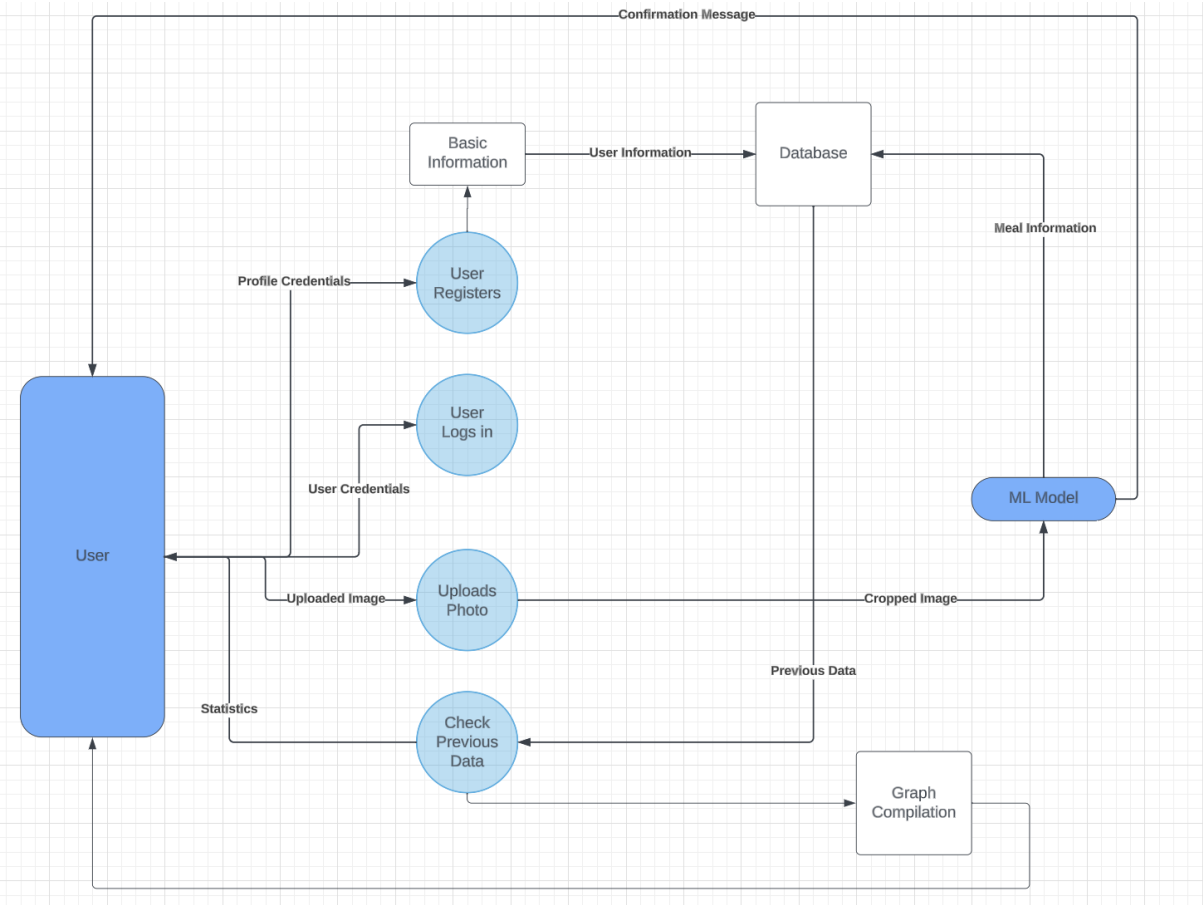 Confirmation Message
Basic
Information
User Information
Database
Meal Information
User
Registers
Profile Credentials
User
Logs in
User Credentials
ML Model
User
Uploads
Photo
Uploaded Image
Cropped Image
Previous Data
Statistics
Check
Previous
Data
Graph
Compilation